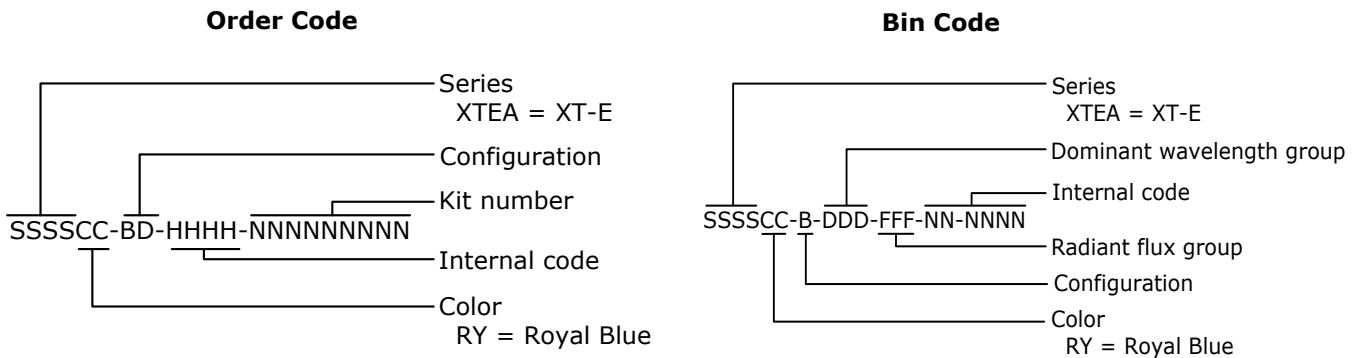 Order Code
Series
XTEA = XT-E
Configuration
Kit number
SSSSCC-BD-HHHH-NNNNNNNNN
Internal code
Color
RY = Royal Blue
Bin Code
Series
XTEA = XT-E
Dominant wavelength group
Internal code
SSSSCC-B-DDD-FFF-NN-NNNN
Radiant flux group
Configuration
Color
RY = Royal Blue